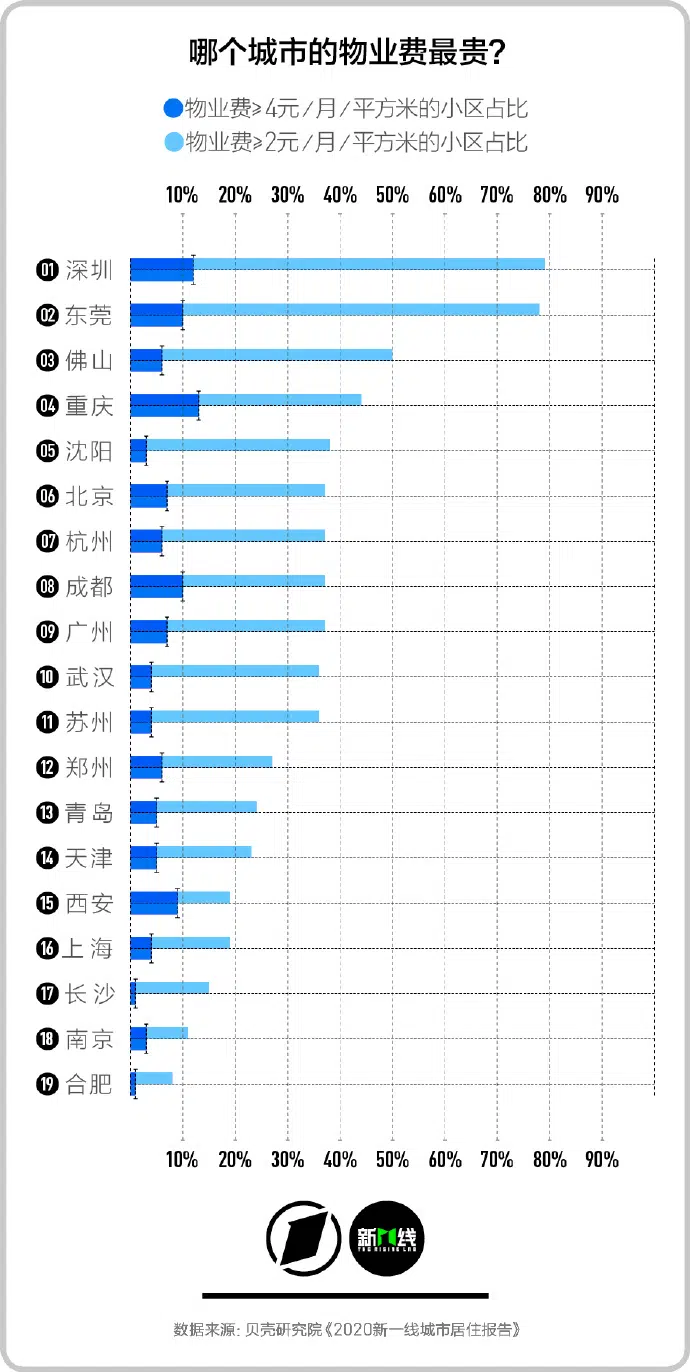 哪个城市的物业费最贵?
物业费≥4元/月/平方米的小区占比
物业费≥2元/月/平方米的小区占比
10% 20% 30% 40% 50% 60% 70% 80% 90%
01 深圳
02 东莞
03 佛山
04 重庆
05 沈阳
06 北京
07 杭州
08 成都
09 广州
10 武汉
11 苏州
12 郑州
13 青岛
14 天津
15 西安
16 上海
17 长沙
18 南京
19 合肥
10% 20% 30% 40% 50% 60% 70% 80% 90%
新一线
THE RISING LAB
数据来源: 贝壳研究院《2020新一线城市居住报告》